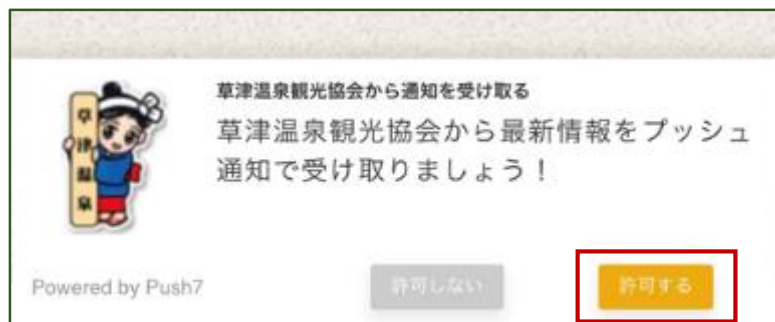 草津温泉観光協会から通知を受け取る
草津温泉観光協会から最新情報をプッシュ
通知で受け取りましょう！
草
津
温
泉
Powered by Push7
許可しない
許可する